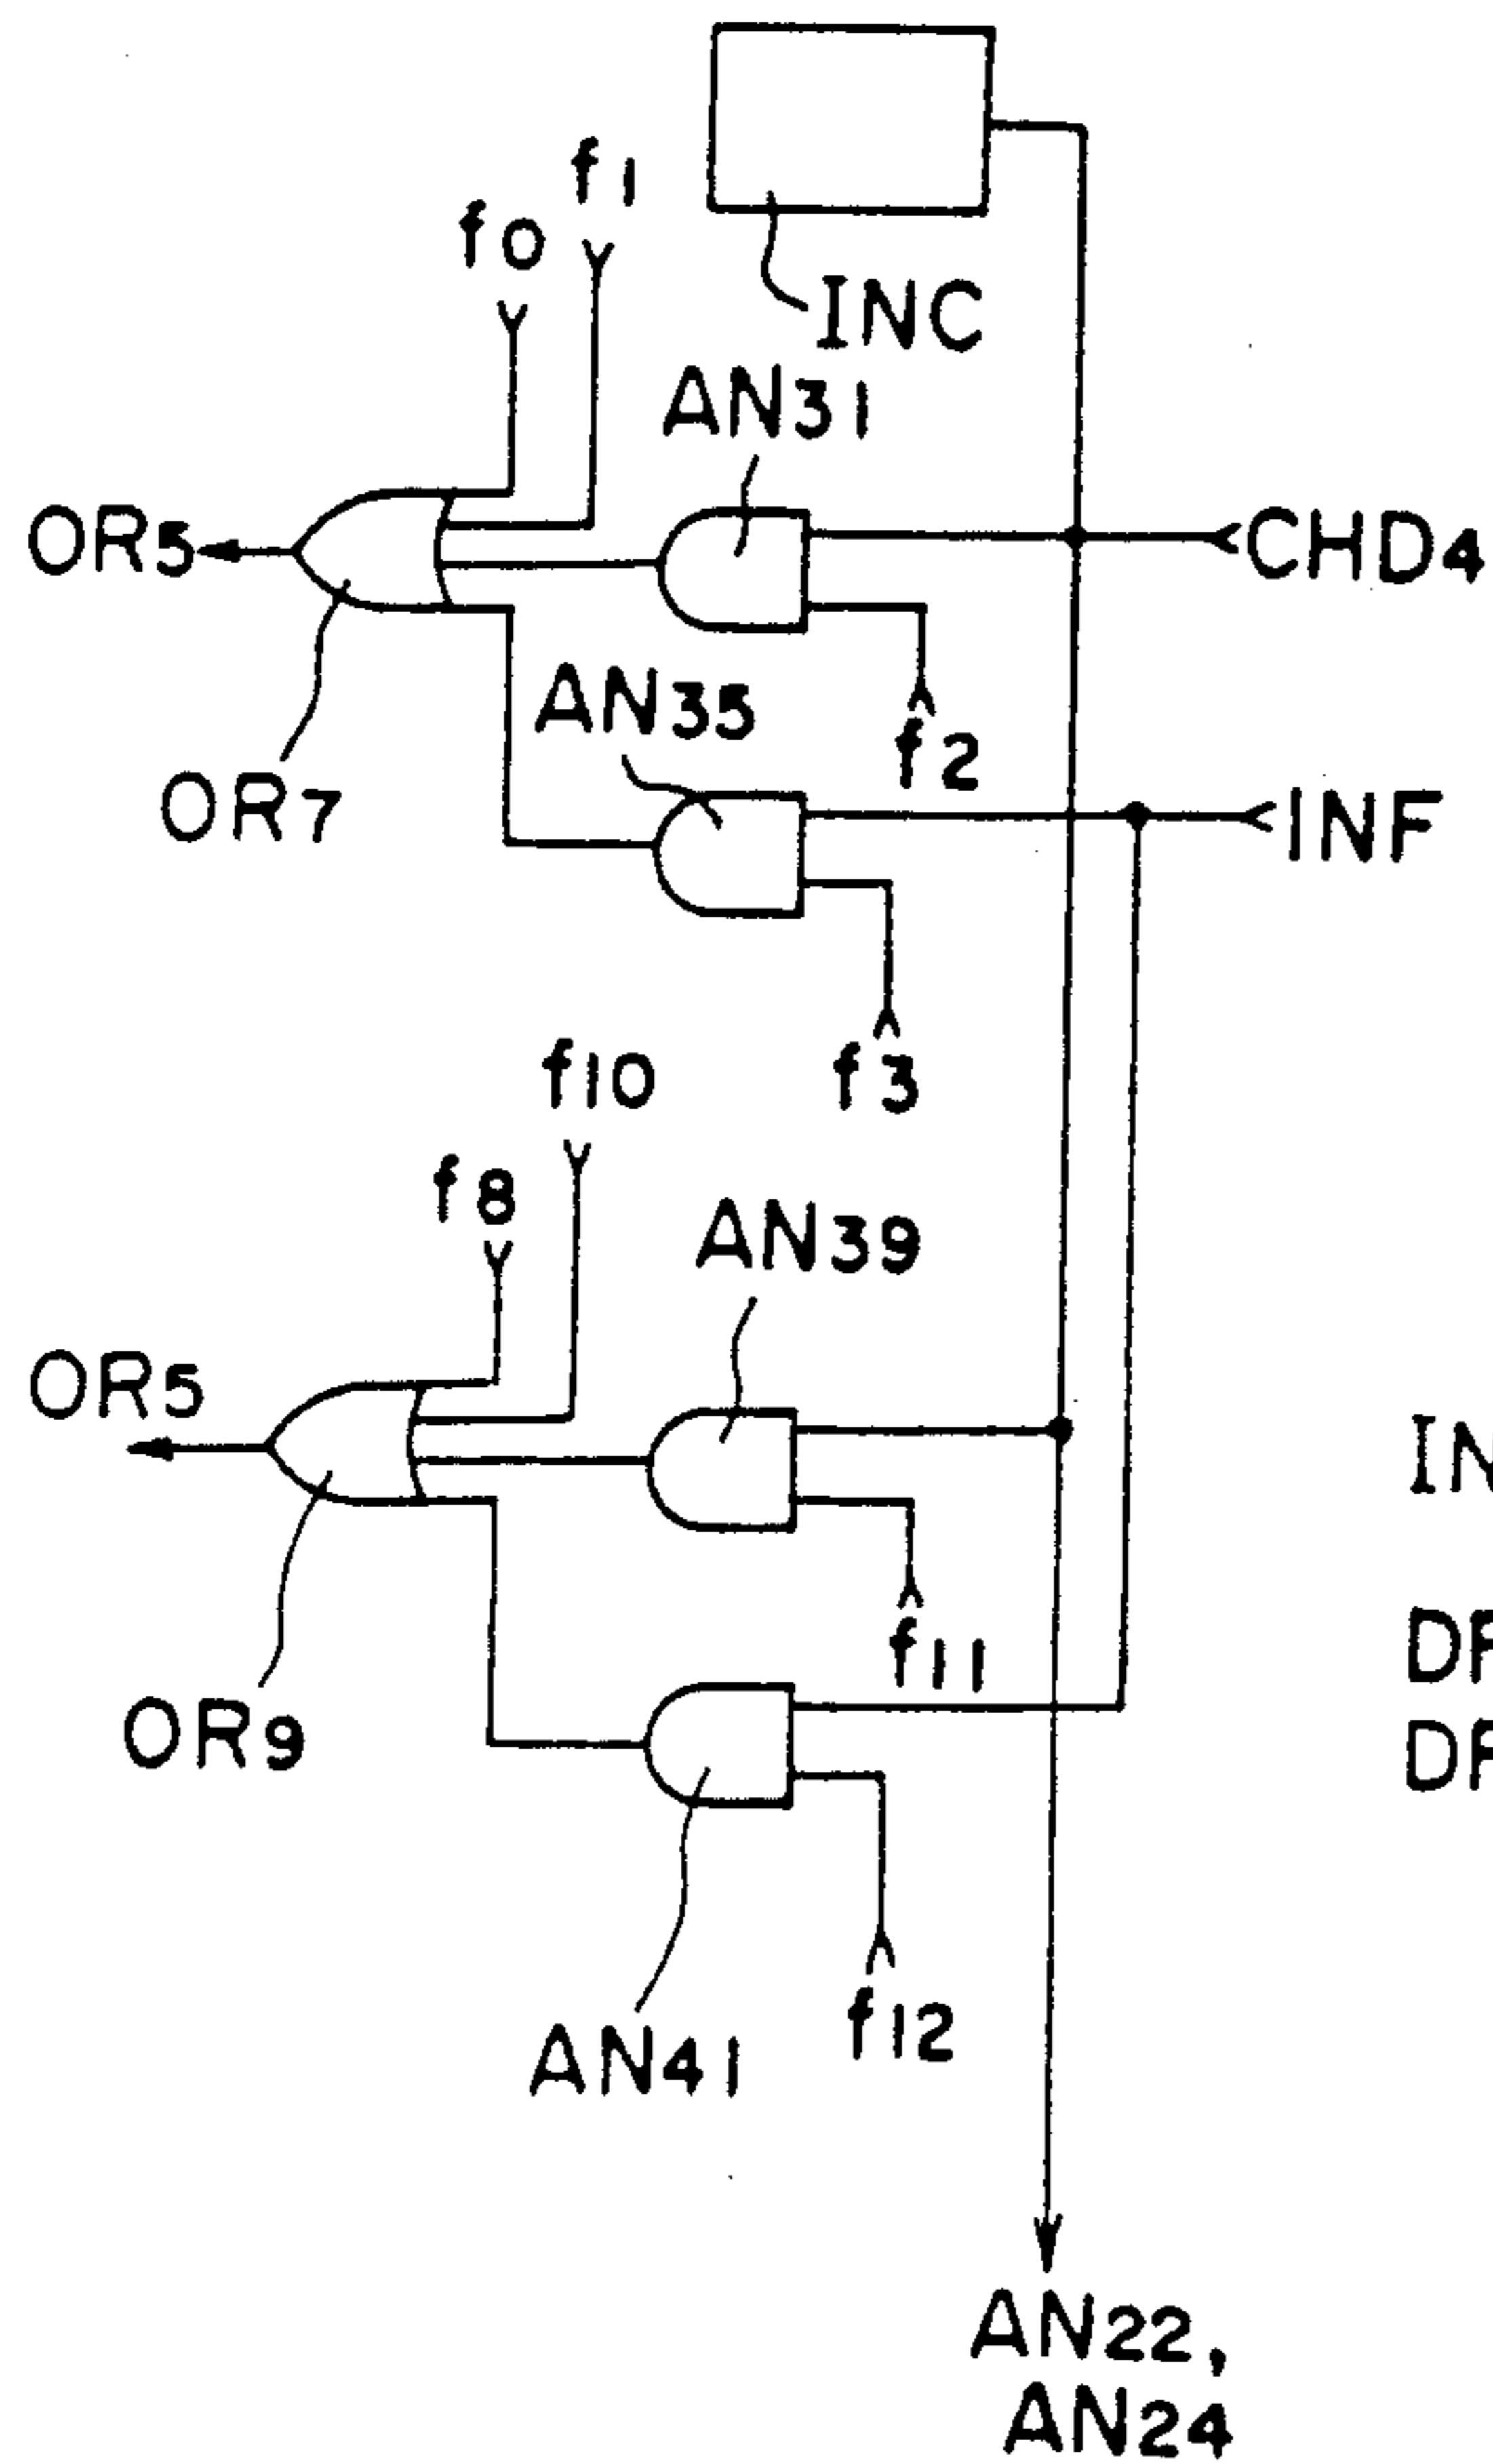 f1
f0
INC
AN31
OR5
CHD4
AN35
f2
OR7
INF
f3
f10
f8
AN39
OR5
IN
f11
DF
OR9
DF
f12
AN41
AN22,
AN24